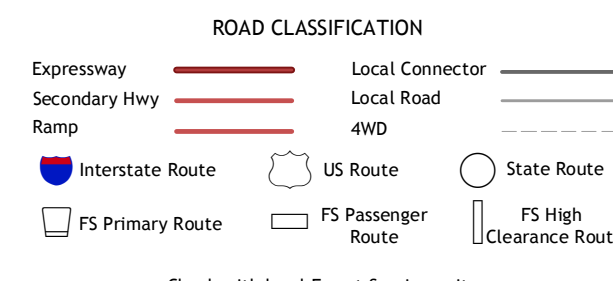 ROAD CLASSIFICATION
Expressway
Local Connector
Secondary Hwy
Local Road
Ramp
4WD
Interstate Route
US Route
State Route
FS Primary Route
FS Passenger
Route
FS High
Clearance Rout